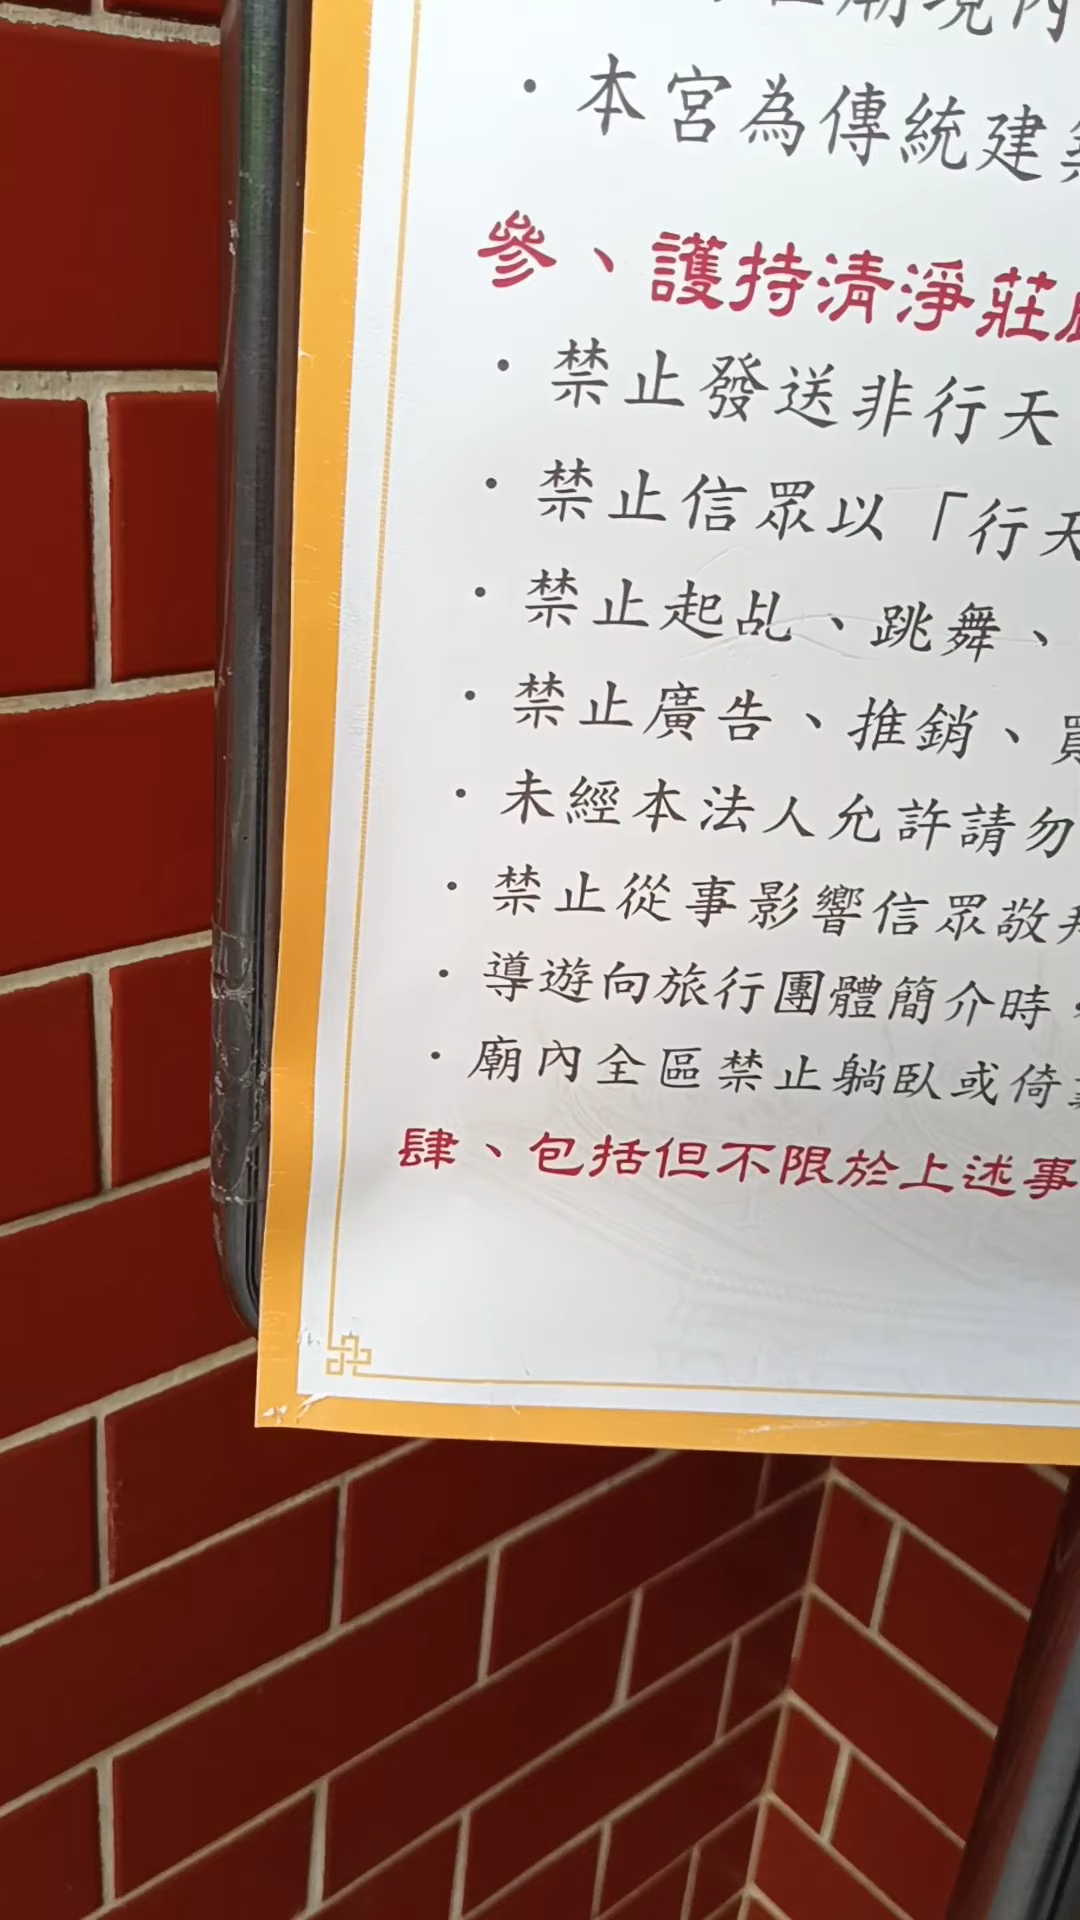 廟境內
・本宮為傳統建
參、護持清淨莊
・禁止發送非行天
・禁止信眾以「行天
・禁止起乩、跳舞、
・禁止廣告、推銷、
・未經本法人允許請勿
・禁止從事影響信眾敬
・導遊向旅行團體簡介時，
・廟內全區禁止躺臥或倚
肆、包括但不限於上述事